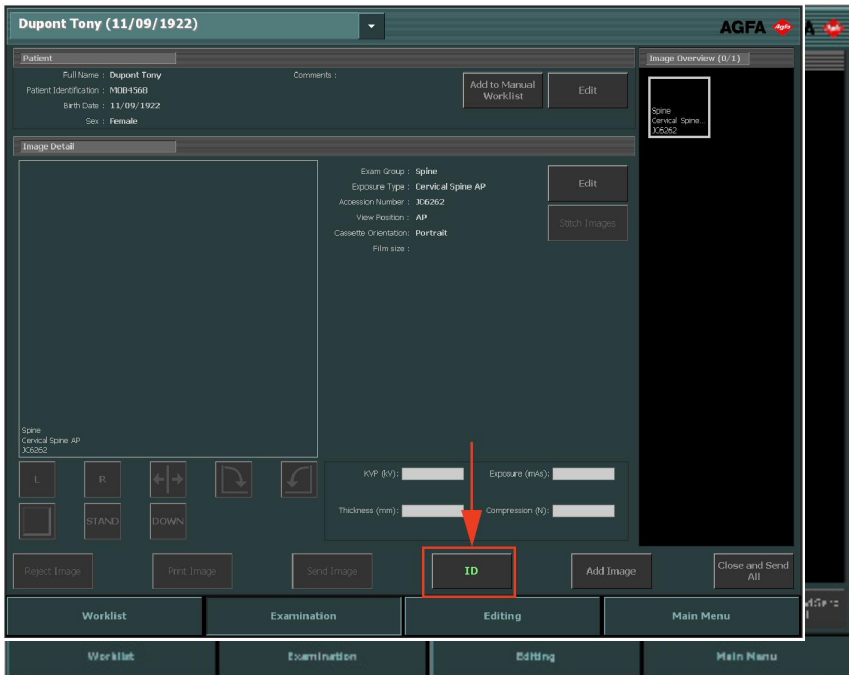 Dupont Tony (11/09/1922)
AGFA Agfa
Patient
Full Name : Dupont Tony
Comments :
Patient Identification : MOB4568
Birth Date : 11/09/1922
Sex : Female
Add to Manual
Worklist
Edit
Image Overview (0/1)
Spine
Cervical Spine...
JC6262
Image Detail
Exam Group : Spine
Exposure Type : Cervical Spine AP
Accession Number : JC6262
View Position : AP
Cassette Orientation: Portrait
Film size :
Edit
Stitch Images
Spine
Cervical Spine AP
JC6262
L
R
STAND
DOWN
KVP (kV):
Exposure (mAs):
Thickness (mm):
Compression (N):
Reject Image
Print Image
Send Image
ID
Add Image
Close and Send
All
Worklist
Examination
Editing
Main Menu
Worklist
Examination
Editing
Main Menu